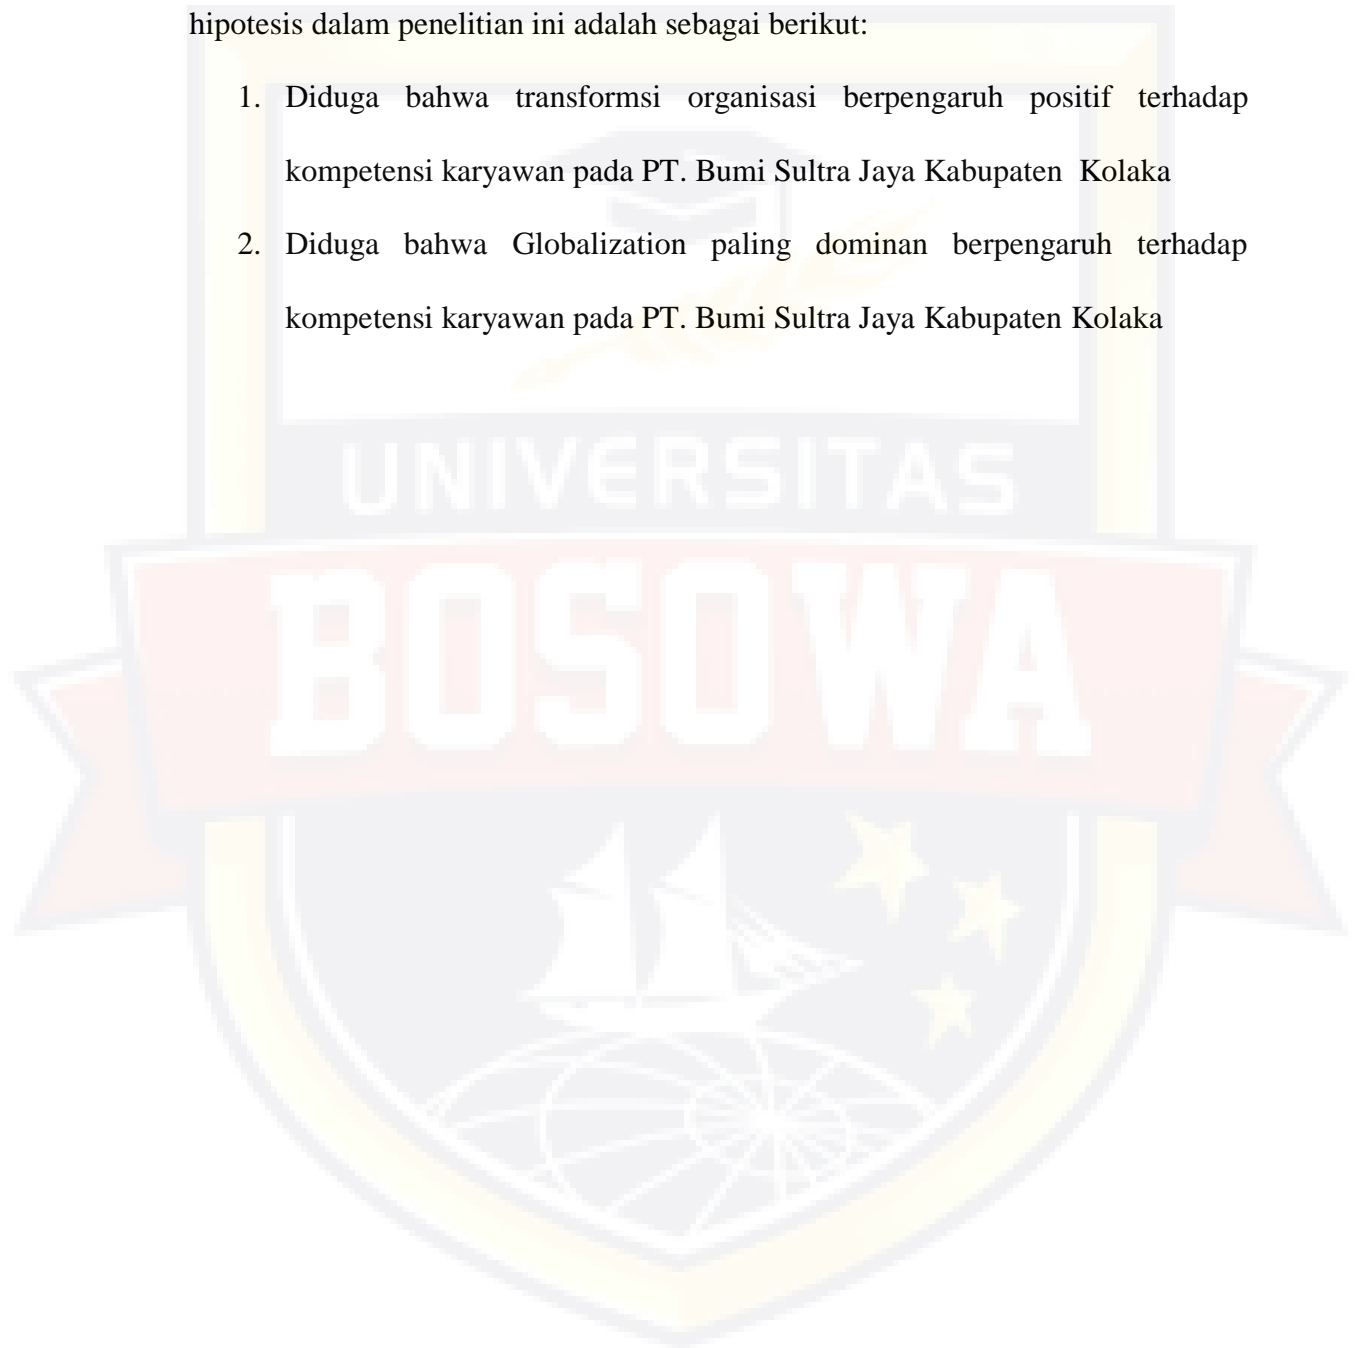 hipotesis dalam penelitian ini adalah sebagai berikut:
1. Diduga bahwa transformsi organisasi berpengaruh positif terhadap
kompetensi karyawan pada PT. Bumi Sultra Jaya Kabupaten Kolaka
2. Diduga bahwa Globalization paling dominan berpengaruh terhadap
kompetensi karyawan pada PT. Bumi Sultra Jaya Kabupaten Kolaka
UNIVERSITAS
BOSOWA